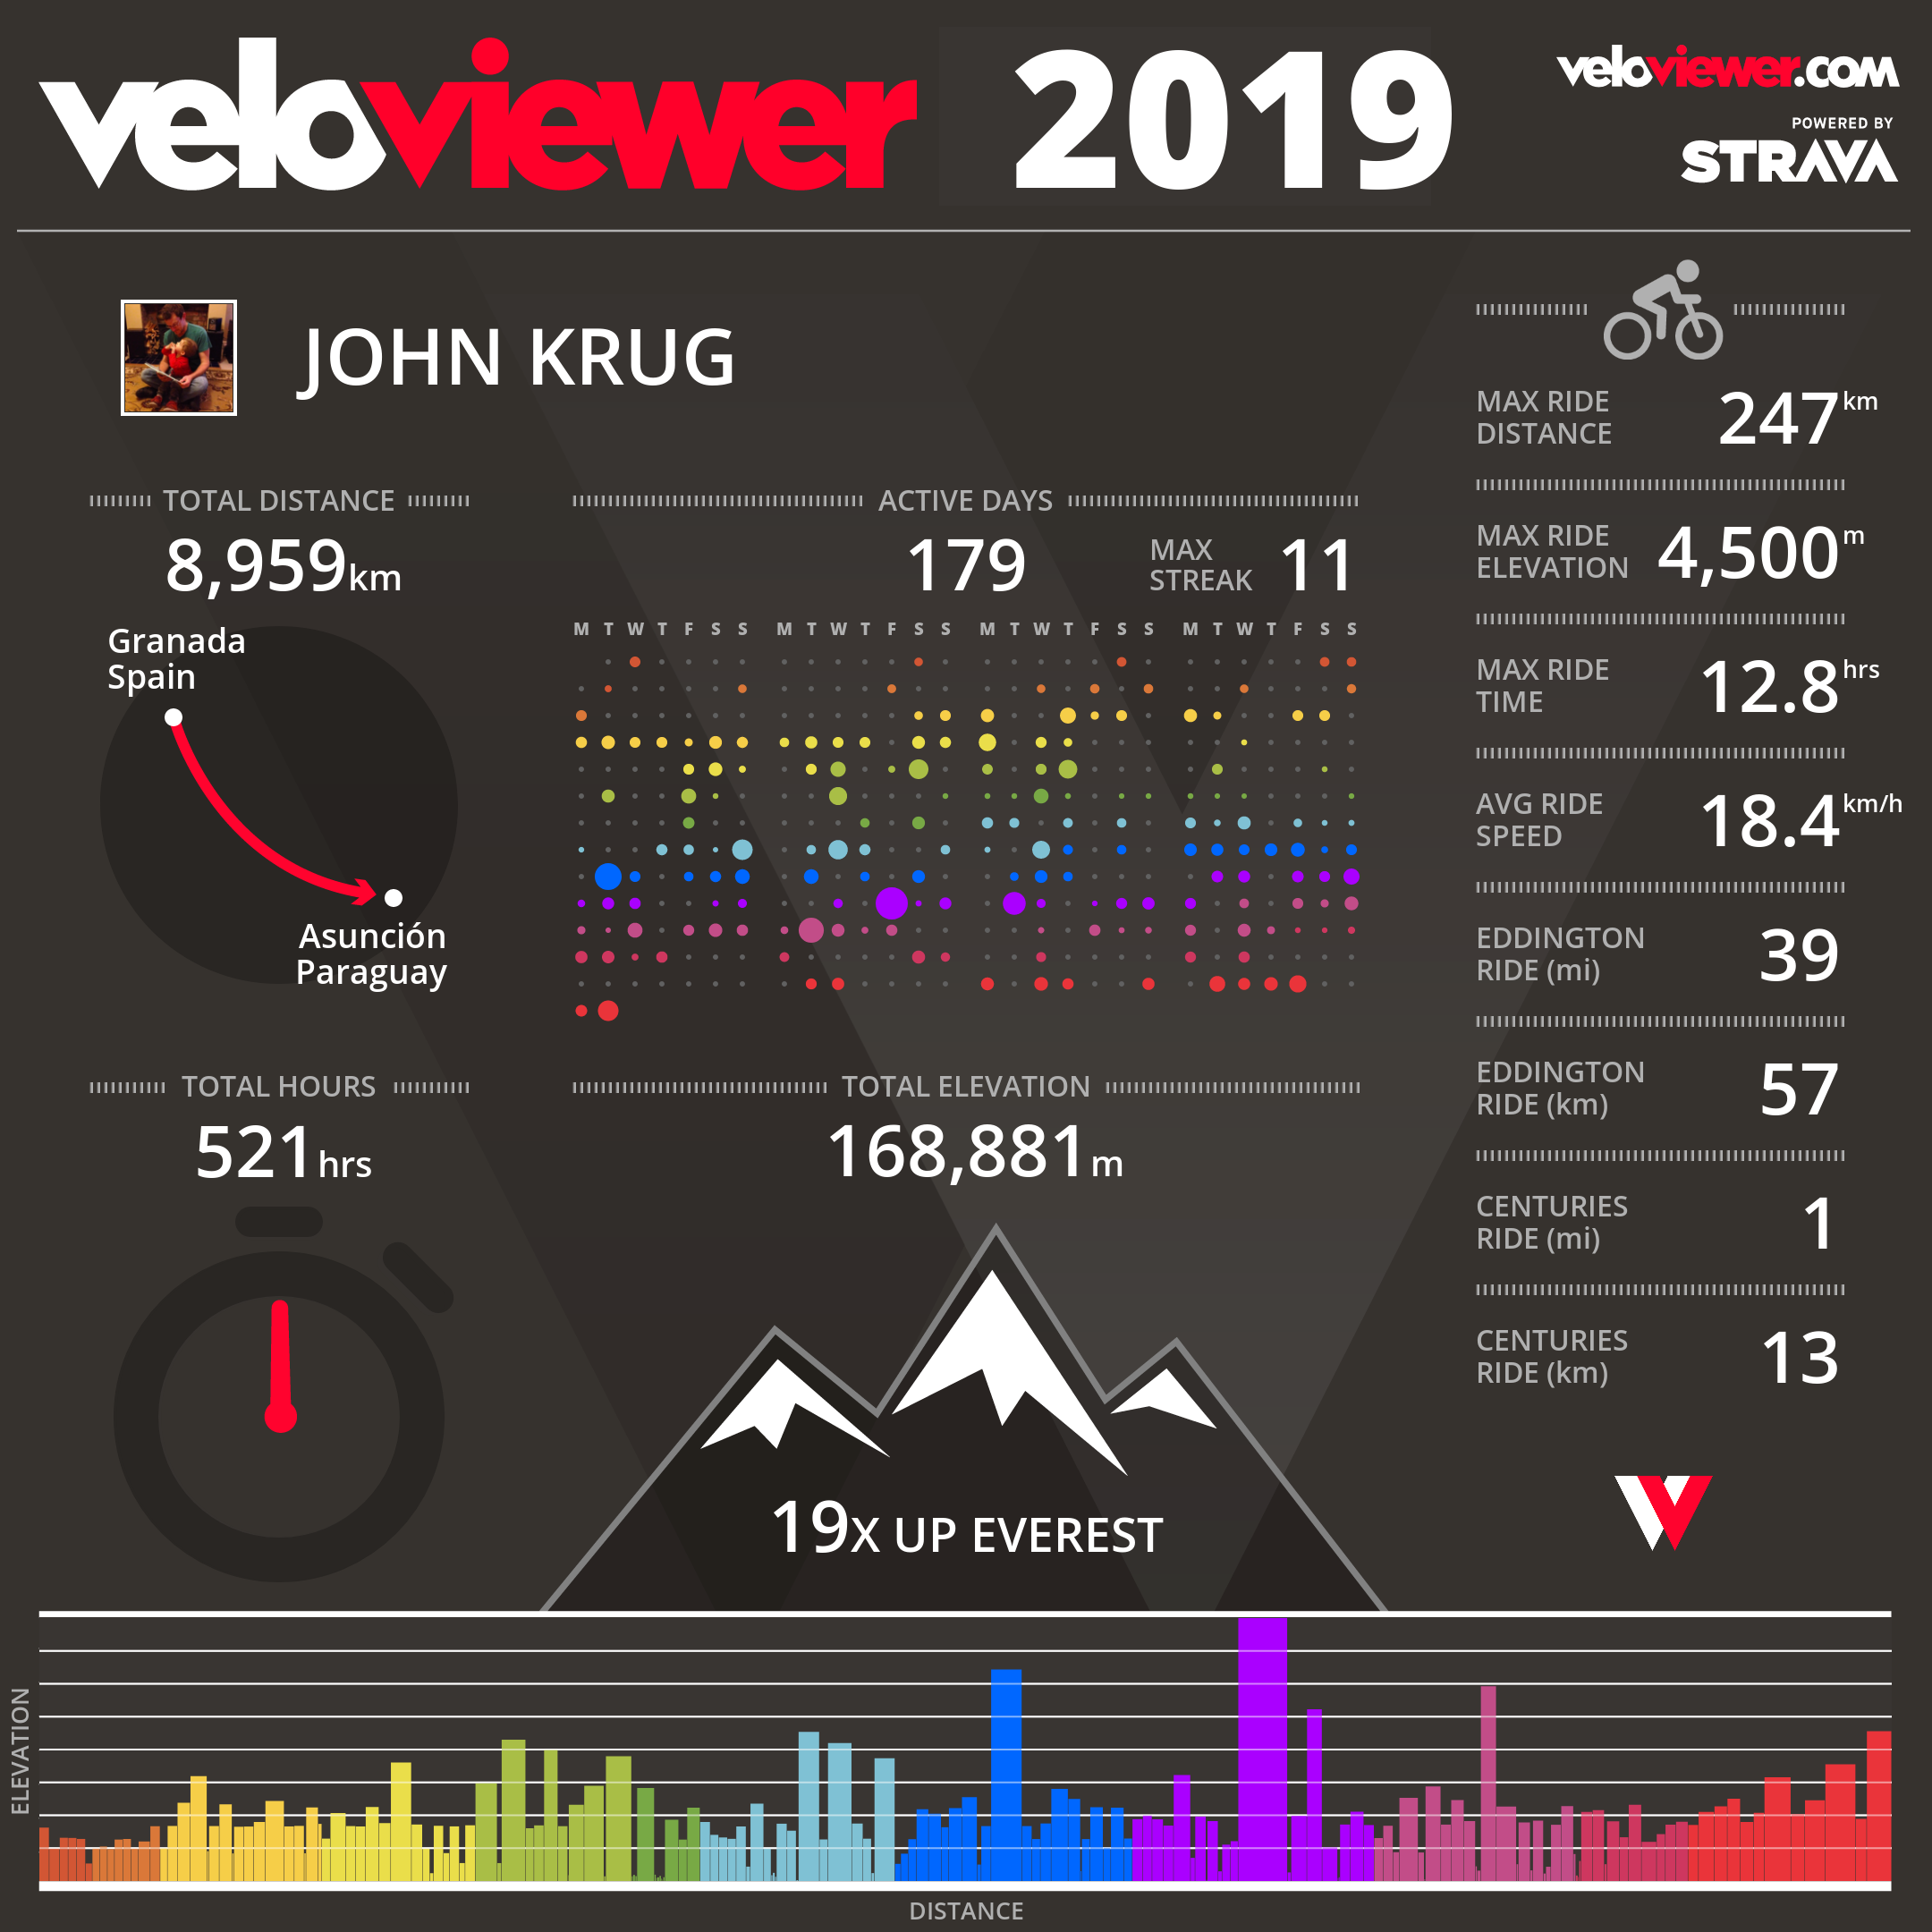 veloviewer 2019
veloviewer.com
POWERED BY
STRAVA
JOHN KRUG
TOTAL DISTANCE
8,959km
Granada
Spain
Asunción
Paraguay
ACTIVE DAYS
179
MAX
STREAK
11
M T W T F S S M T W T F S S M T W T F S S M T W T F S S
TOTAL HOURS
521hrs
TOTAL ELEVATION
168,881m
19X UP EVEREST
MAX RIDE
DISTANCE
247km
MAX RIDE
ELEVATION
4,500m
MAX RIDE
TIME
12.8hrs
AVG RIDE
SPEED
18.4km/h
EDDINGTON
RIDE (mi)
39
EDDINGTON
RIDE (km)
57
CENTURIES
RIDE (mi)
1
CENTURIES
RIDE (km)
13
ELEVATION
DISTANCE